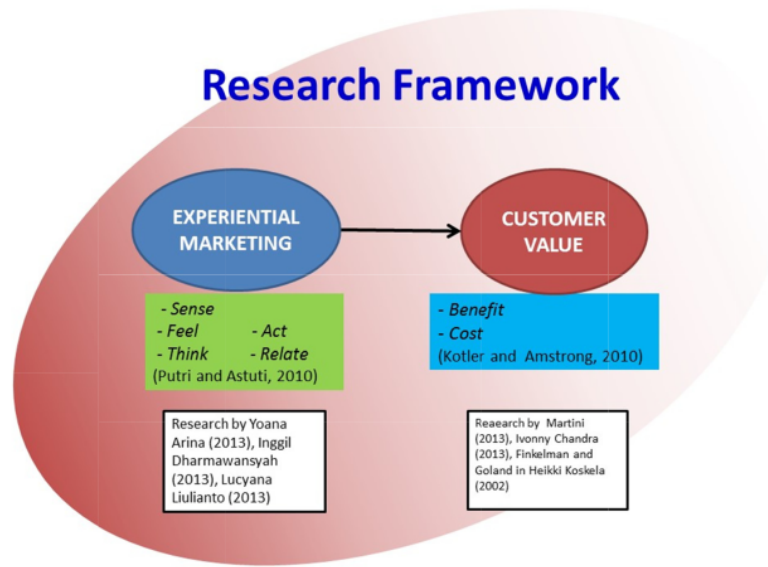 Research Framework
EXPERIENTIAL
MARKETING
CUSTOMER
VALUE
- Sense
- Feel - Act
- Think - Relate
(Putri and Astuti, 2010)
- Benefit
- Cost
(Kotler and Amstrong, 2010)
Research by Yoana
Arina (2013), Inggil
Dharmawansyah
(2013), Lucyana
Liulianto (2013)
Reaearch by Martini
(2013), Ivonny Chandra
(2013), Finkelman and
Goland in Heikki Koskela
(2002)